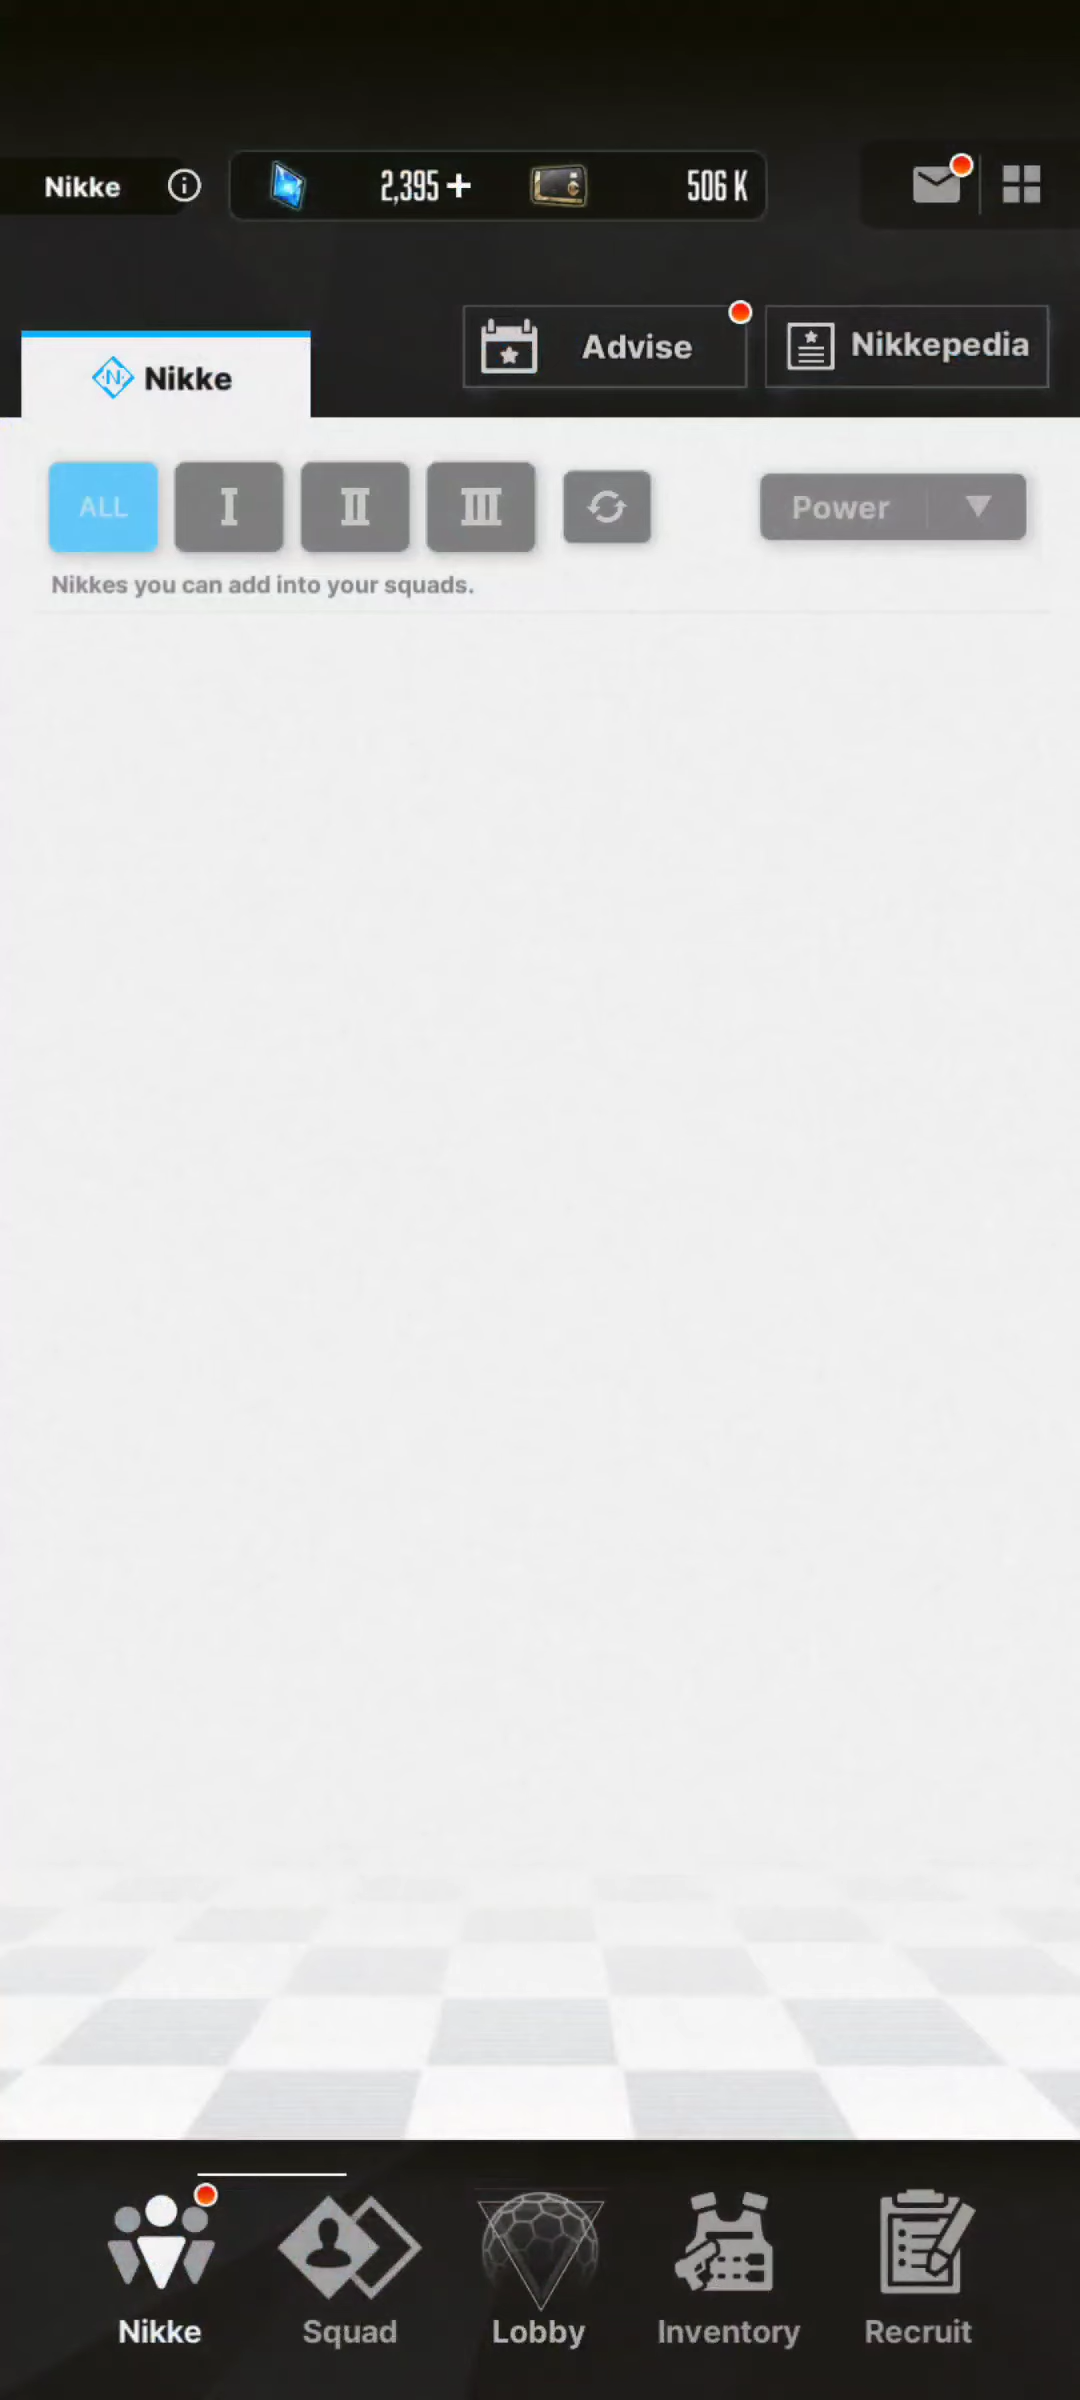 Nikke
2,395 +
506 K
Advise
Nikkepedia
Nikke
ALL
I
II
III
Power
Nikkes you can add into your squads.
Nikke
Squad
Lobby
Inventory
Recruit